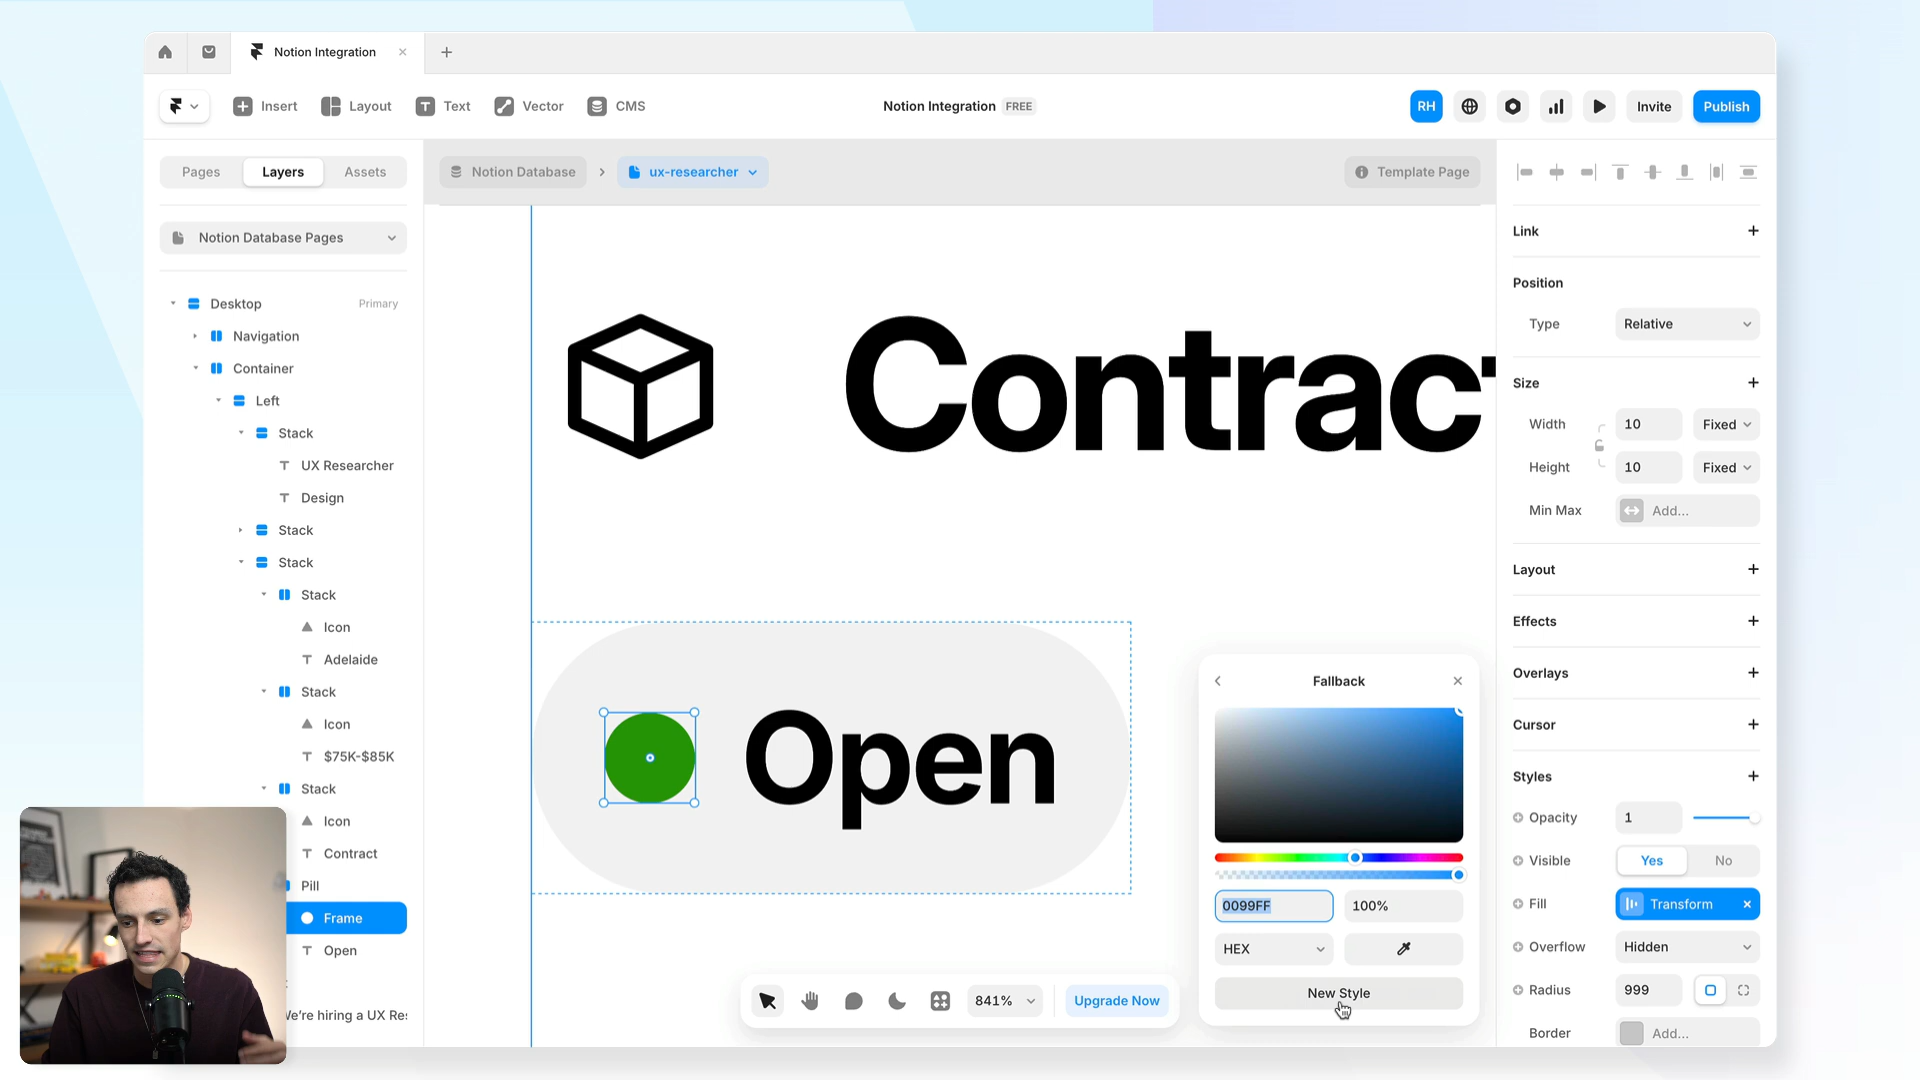 Notion Integration
Insert
Layout
Text
Vector
CMS
Notion Integration
FREE
RH
Invite
Publish
Pages
Layers
Assets
Notion Database
ux-researcher
Template Page
Notion Database Pages
Desktop
Primary
Navigation
Container
Left
Stack
UX Researcher
Design
Stack
Stack
Stack
Icon
Adelaide
Stack
Icon
$75K-$85K
Stack
Icon
Contract
Pill
Frame
Open
We're hiring a UX Res
Contract
Open
841%
Upgrade Now
Fallback
0099FF
100%
HEX
New Style
Link
Position
Type
Relative
Size
Width
10
Fixed
Height
10
Fixed
Min Max
Add...
Layout
Effects
Overlays
Cursor
Styles
Opacity
1
Visible
Yes
No
Fill
Transform
Overflow
Hidden
Radius
999
Border
Add...